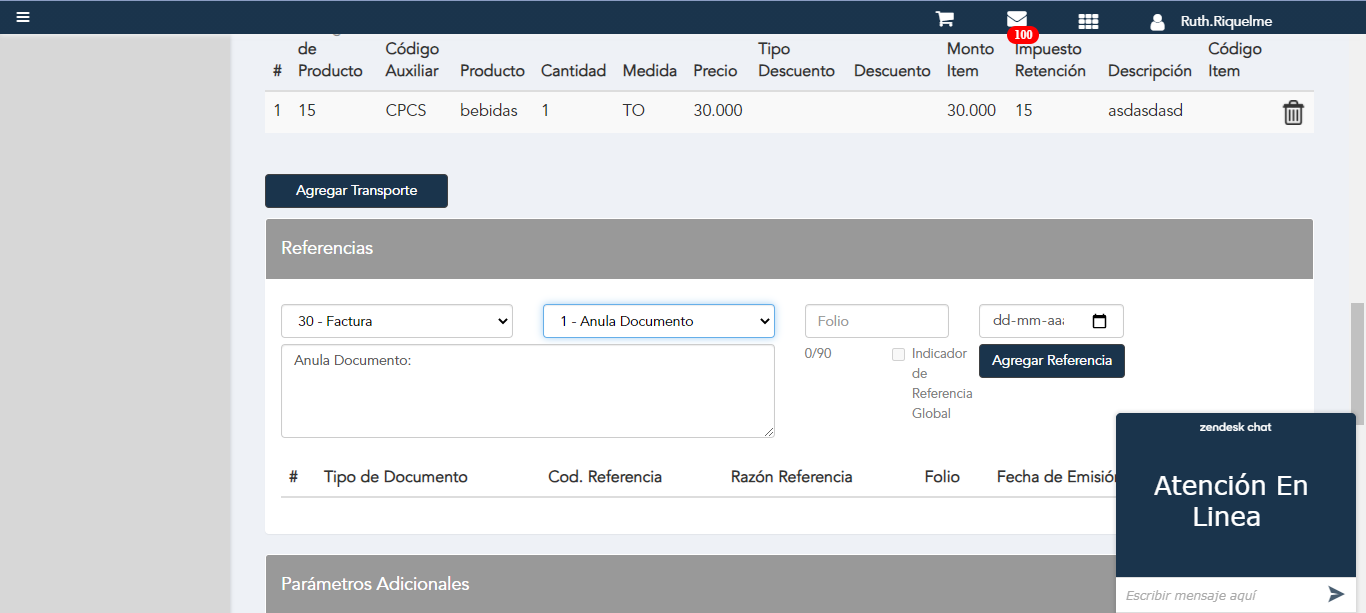 Ruth.Riquelme
100
# de Producto Código Auxiliar Producto Cantidad Medida Precio Tipo Descuento Descuento Monto Item Impuesto Retención Descripción Código Item
1 15 CPCS bebidas 1 TO 30.000 30.000 15 asdasdasd
Agregar Transporte
Referencias
30 - Factura 1 - Anula Documento Folio dd-mm-aaa
Anula Documento:
0/90
Indicador
de
Referencia
Global
Agregar Referencia
# Tipo de Documento Cod. Referencia Razón Referencia Folio Fecha de Emisión
Parámetros Adicionales
zendesk chat
Atención En
Linea
Escribir mensaje aquí